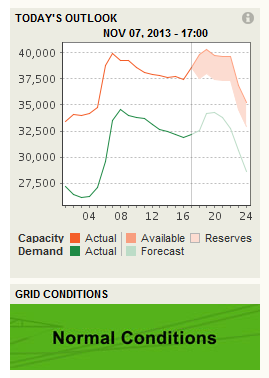 TODAY'S OUTLOOK
NOV 07, 2013 - 17:00
40,000
37,500
35,000
32,500
30,000
27,500
04 08 12 16 20 24
Capacity Actual Available Reserves
Demand Actual Forecast
GRID CONDITIONS
Normal Conditions